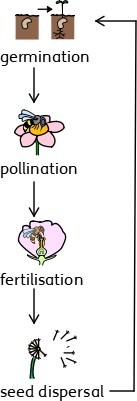 germination
pollination
fertilisation
seed dispersal